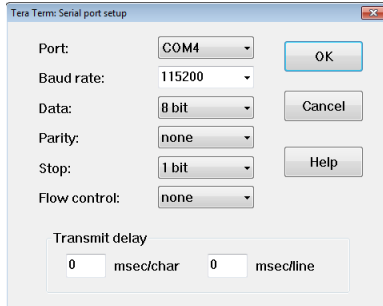 Tera Term: Serial port setup
Port: COM4 OK
Baud rate: 115200
Data: 8 bit Cancel
Parity: none
Stop: 1 bit Help
Flow control: none
Transmit delay
0 msec/char 0 msec/line